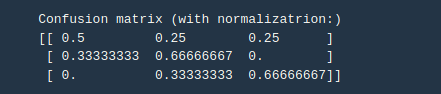 Confusion matrix (with normalizatrion:)
[[ 0.5         0.25        0.25      ]
 [ 0.33333333  0.66666667  0.        ]
 [ 0.          0.33333333  0.66666667]]